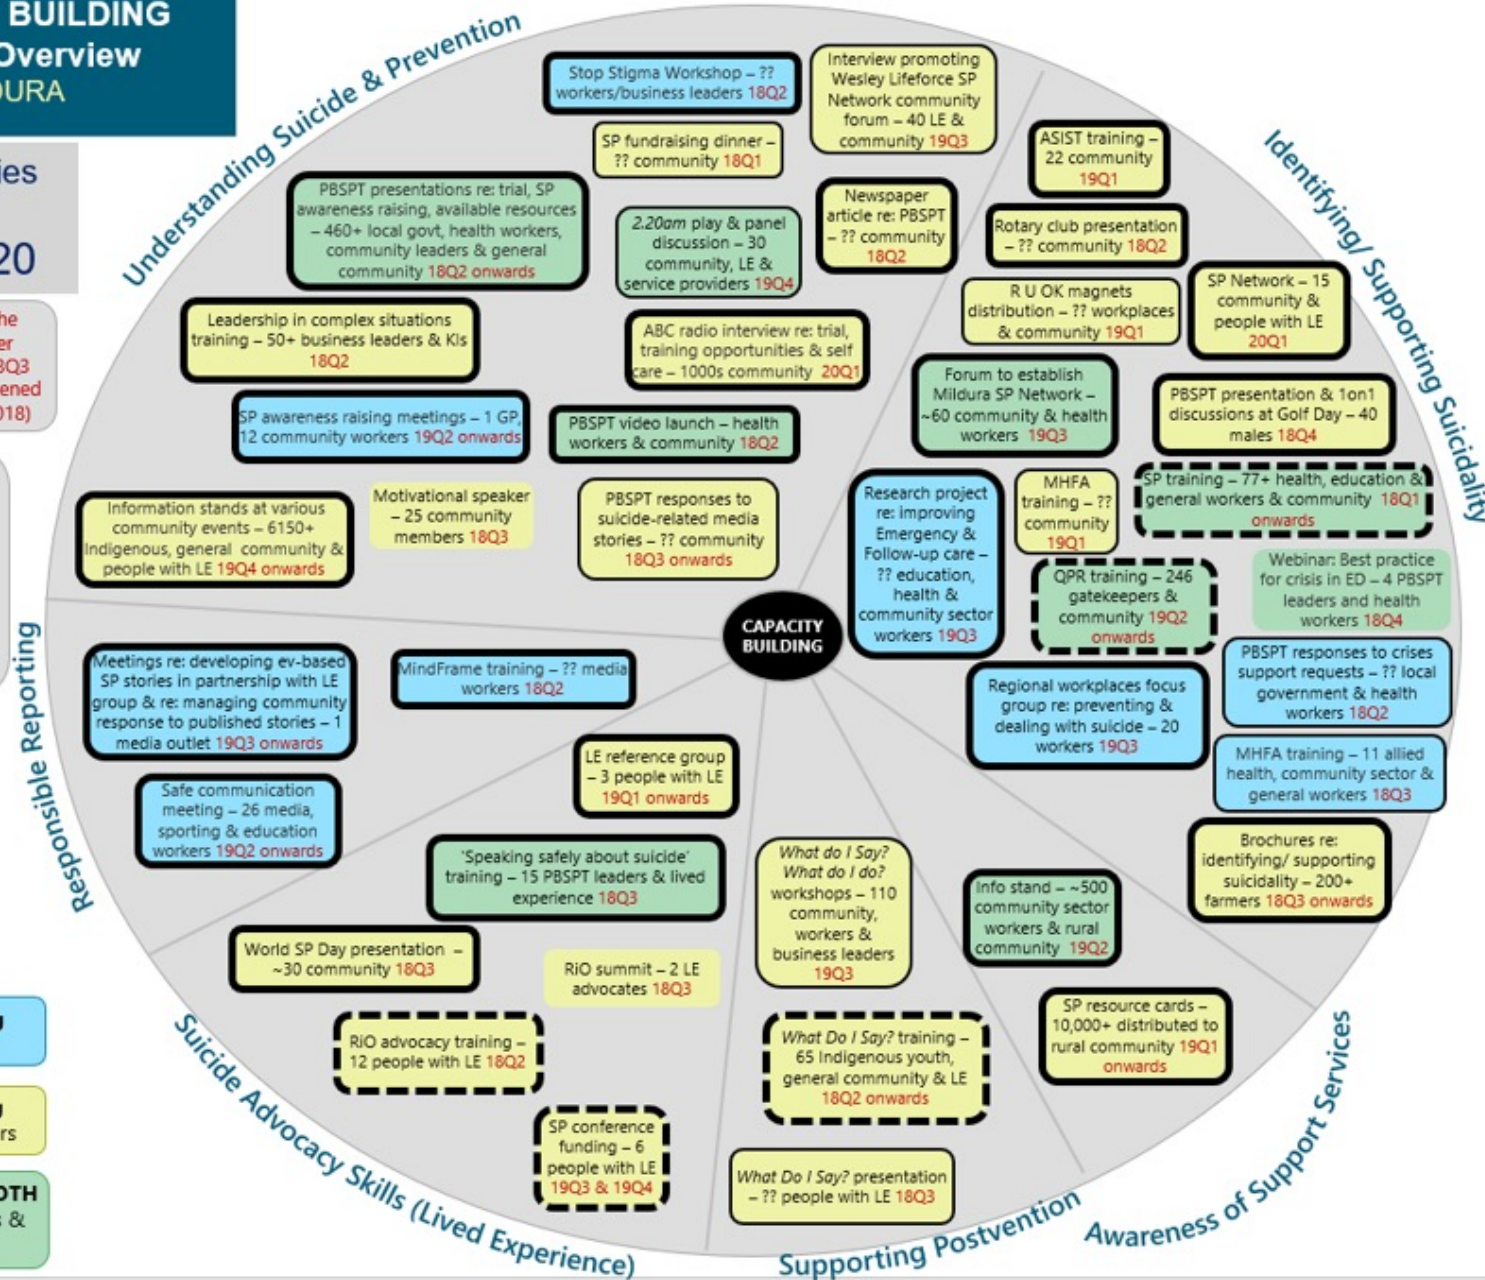 BUILDING
Overview
DURA
ies
20
he
er
3Q3
ened
018)
Understanding Suicide & Prevention
Stop Stigma Workshop – ??
workers/business leaders 18Q2
Interview promoting
Wesley Lifeforce SP
Network community
forum – 40 LE &
community 19Q3
SP fundraising dinner –
?? community 18Q1
PBSPT presentations re: trial, SP
awareness raising, available resources
– 460+ local govt, health workers,
community leaders & general
community 18Q2 onwards
2.20am play & panel
discussion – 30
community, LE &
service providers 19Q4
Newspaper
article re: PBSPT
– ?? community
18Q2
Leadership in complex situations
training – 50+ business leaders & KIs
18Q2
ABC radio interview re: trial,
training opportunities & self
care – 1000s community 20Q1
SP awareness raising meetings – 1 GP,
12 community workers 19Q2 onwards
PBSPT video launch – health
workers & community 18Q2
Information stands at various
community events – 6150+
Indigenous, general community &
people with LE 19Q4 onwards
Motivational speaker
– 25 community
members 18Q3
PBSPT responses to
suicide-related media
stories – ?? community
18Q3 onwards
Identifying/ Supporting Suicidality
ASIST training –
22 community
19Q1
Rotary club presentation
– ?? community 18Q2
R U OK magnets
distribution – ?? workplaces
& community 19Q1
SP Network – 15
community &
people with LE
20Q1
Forum to establish
Mildura SP Network –
~60 community & health
workers 19Q3
PBSPT presentation & 1on1
discussions at Golf Day – 40
males 18Q4
Research project
re: improving
Emergency &
Follow-up care –
?? education,
health &
community sector
workers 19Q3
MHFA
training – ??
community
19Q1
SP training – 77+ health, education &
general workers & community 18Q1
onwards
QPR training – 246
gatekeepers &
community 19Q2
onwards
Webinar: Best practice
for crisis in ED – 4 PBSPT
leaders and health
workers 18Q4
PBSPT responses to crises
support requests – ?? local
government & health
workers 18Q2
Regional workplaces focus
group re: preventing &
dealing with suicide – 20
workers 19Q3
MHFA training – 11 allied
health, community sector &
general workers 18Q3
Brochures re:
identifying/ supporting
suicidality – 200+
farmers 18Q3 onwards
CAPACITY
BUILDING
Responsible Reporting
Meetings re: developing ev-based
SP stories in partnership with LE
group & re: managing community
response to published stories – 1
media outlet 19Q3 onwards
MindFrame training – ?? media
workers 18Q2
Safe communication
meeting – 26 media,
sporting & education
workers 19Q2 onwards
Suicide Advocacy Skills (Lived Experience)
LE reference group
– 3 people with LE
19Q1 onwards
'Speaking safely about suicide'
training – 15 PBSPT leaders & lived
experience 18Q3
World SP Day presentation –
~30 community 18Q3
RiO summit – 2 LE
advocates 18Q3
RiO advocacy training –
12 people with LE 18Q2
SP conference
funding – 6
people with LE
19Q3 & 19Q4
Supporting Postvention
What do I Say?
What do I do?
workshops – 110
community,
workers &
business leaders
19Q3
What Do I Say? training –
65 Indigenous youth,
general community & LE
18Q2 onwards
What Do I Say? presentation
– ?? people with LE 18Q3
Awareness of Support Services
Info stand – ~500
community sector
workers & rural
community 19Q2
SP resource cards –
10,000+ distributed to
rural community 19Q1
onwards
rs
OTH
s &